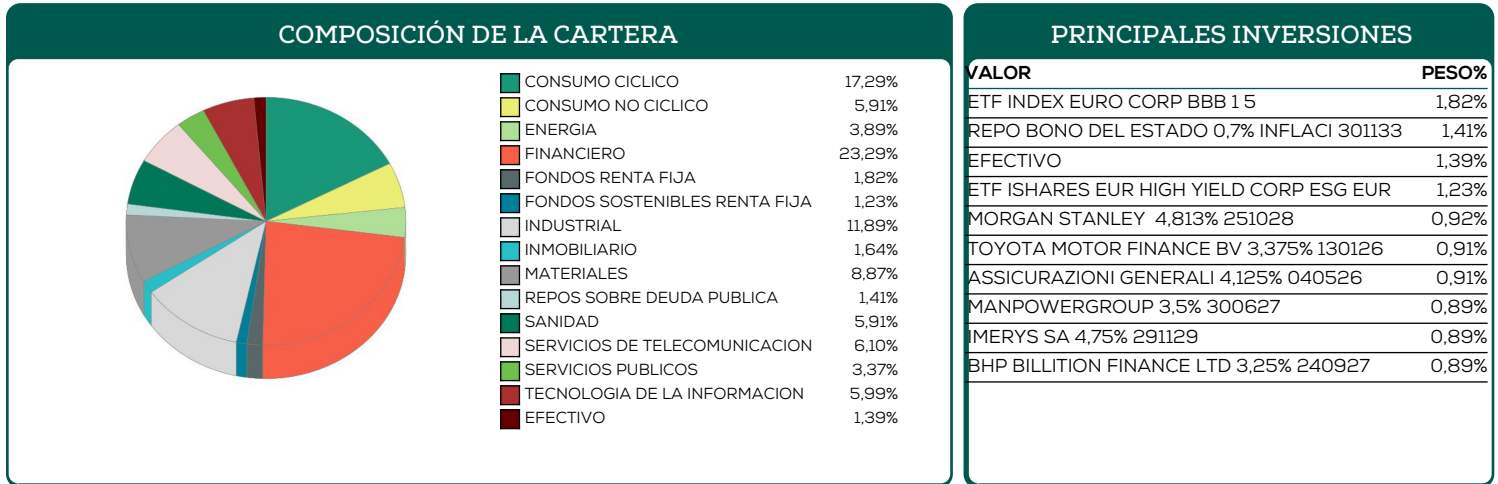 COMPOSICIÓN DE LA CARTERA
CONSUMO CICLICO 17,29%
CONSUMO NO CICLICO 5,91%
ENERGIA 3,89%
FINANCIERO 23,29%
FONDOS RENTA FIJA 1,82%
FONDOS SOSTENIBLES RENTA FIJA 1,23%
INDUSTRIAL 11,89%
INMOBILIARIO 1,64%
MATERIALES 8,87%
REPOS SOBRE DEUDA PUBLICA 1,41%
SANIDAD 5,91%
SERVICIOS DE TELECOMUNICACION 6,10%
SERVICIOS PUBLICOS 3,37%
TECNOLOGIA DE LA INFORMACION 5,99%
EFECTIVO 1,39%
PRINCIPALES INVERSIONES
VALOR PESO%
ETF INDEX EURO CORP BBB 1 5 1,82%
REPO BONO DEL ESTADO 0,7% INFLACI 301133 1,41%
EFECTIVO 1,39%
ETF ISHARES EUR HIGH YIELD CORP ESG EUR 1,23%
MORGAN STANLEY 4,813% 251028 0,92%
TOYOTA MOTOR FINANCE BV 3,375% 130126 0,91%
ASSICURAZIONI GENERALI 4,125% 040526 0,91%
MANPOWERGROUP 3,5% 300627 0,89%
IMERYS SA 4,75% 291129 0,89%
BHP BILLITION FINANCE LTD 3,25% 240927 0,89%